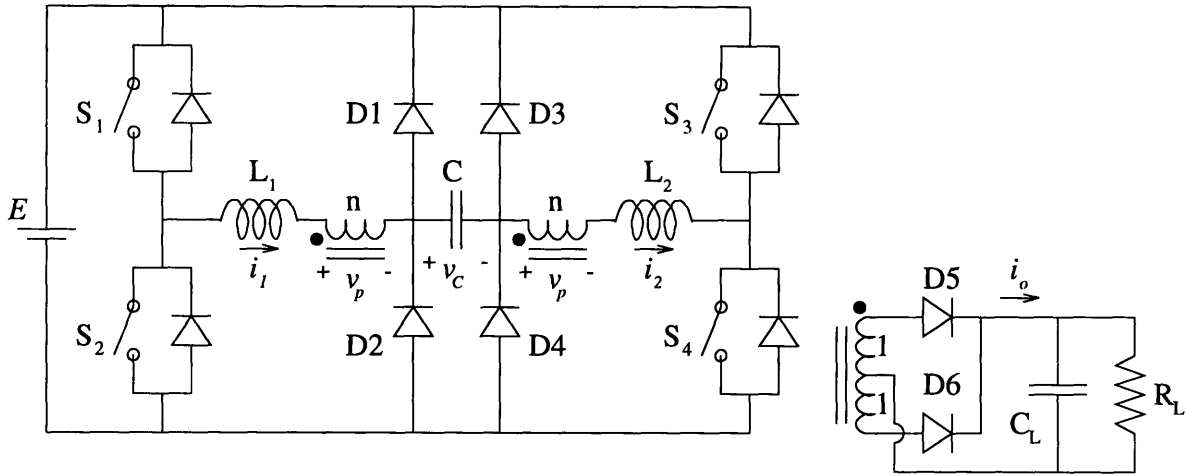 S1
D1
D3
S3
L1
n
C
n
L2
E
i1
+ vp -
+ vC -
+ vp -
i2
S2
D2
D4
S4
D5
io
1
D6
1
CL
RL